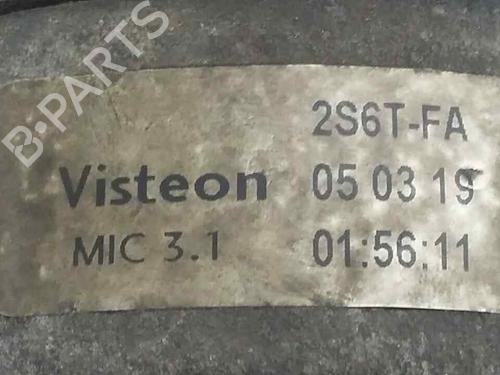 B-PARTS
2S6T-FA
Visteon 05 03 19
MIC 3.1 01:56:11